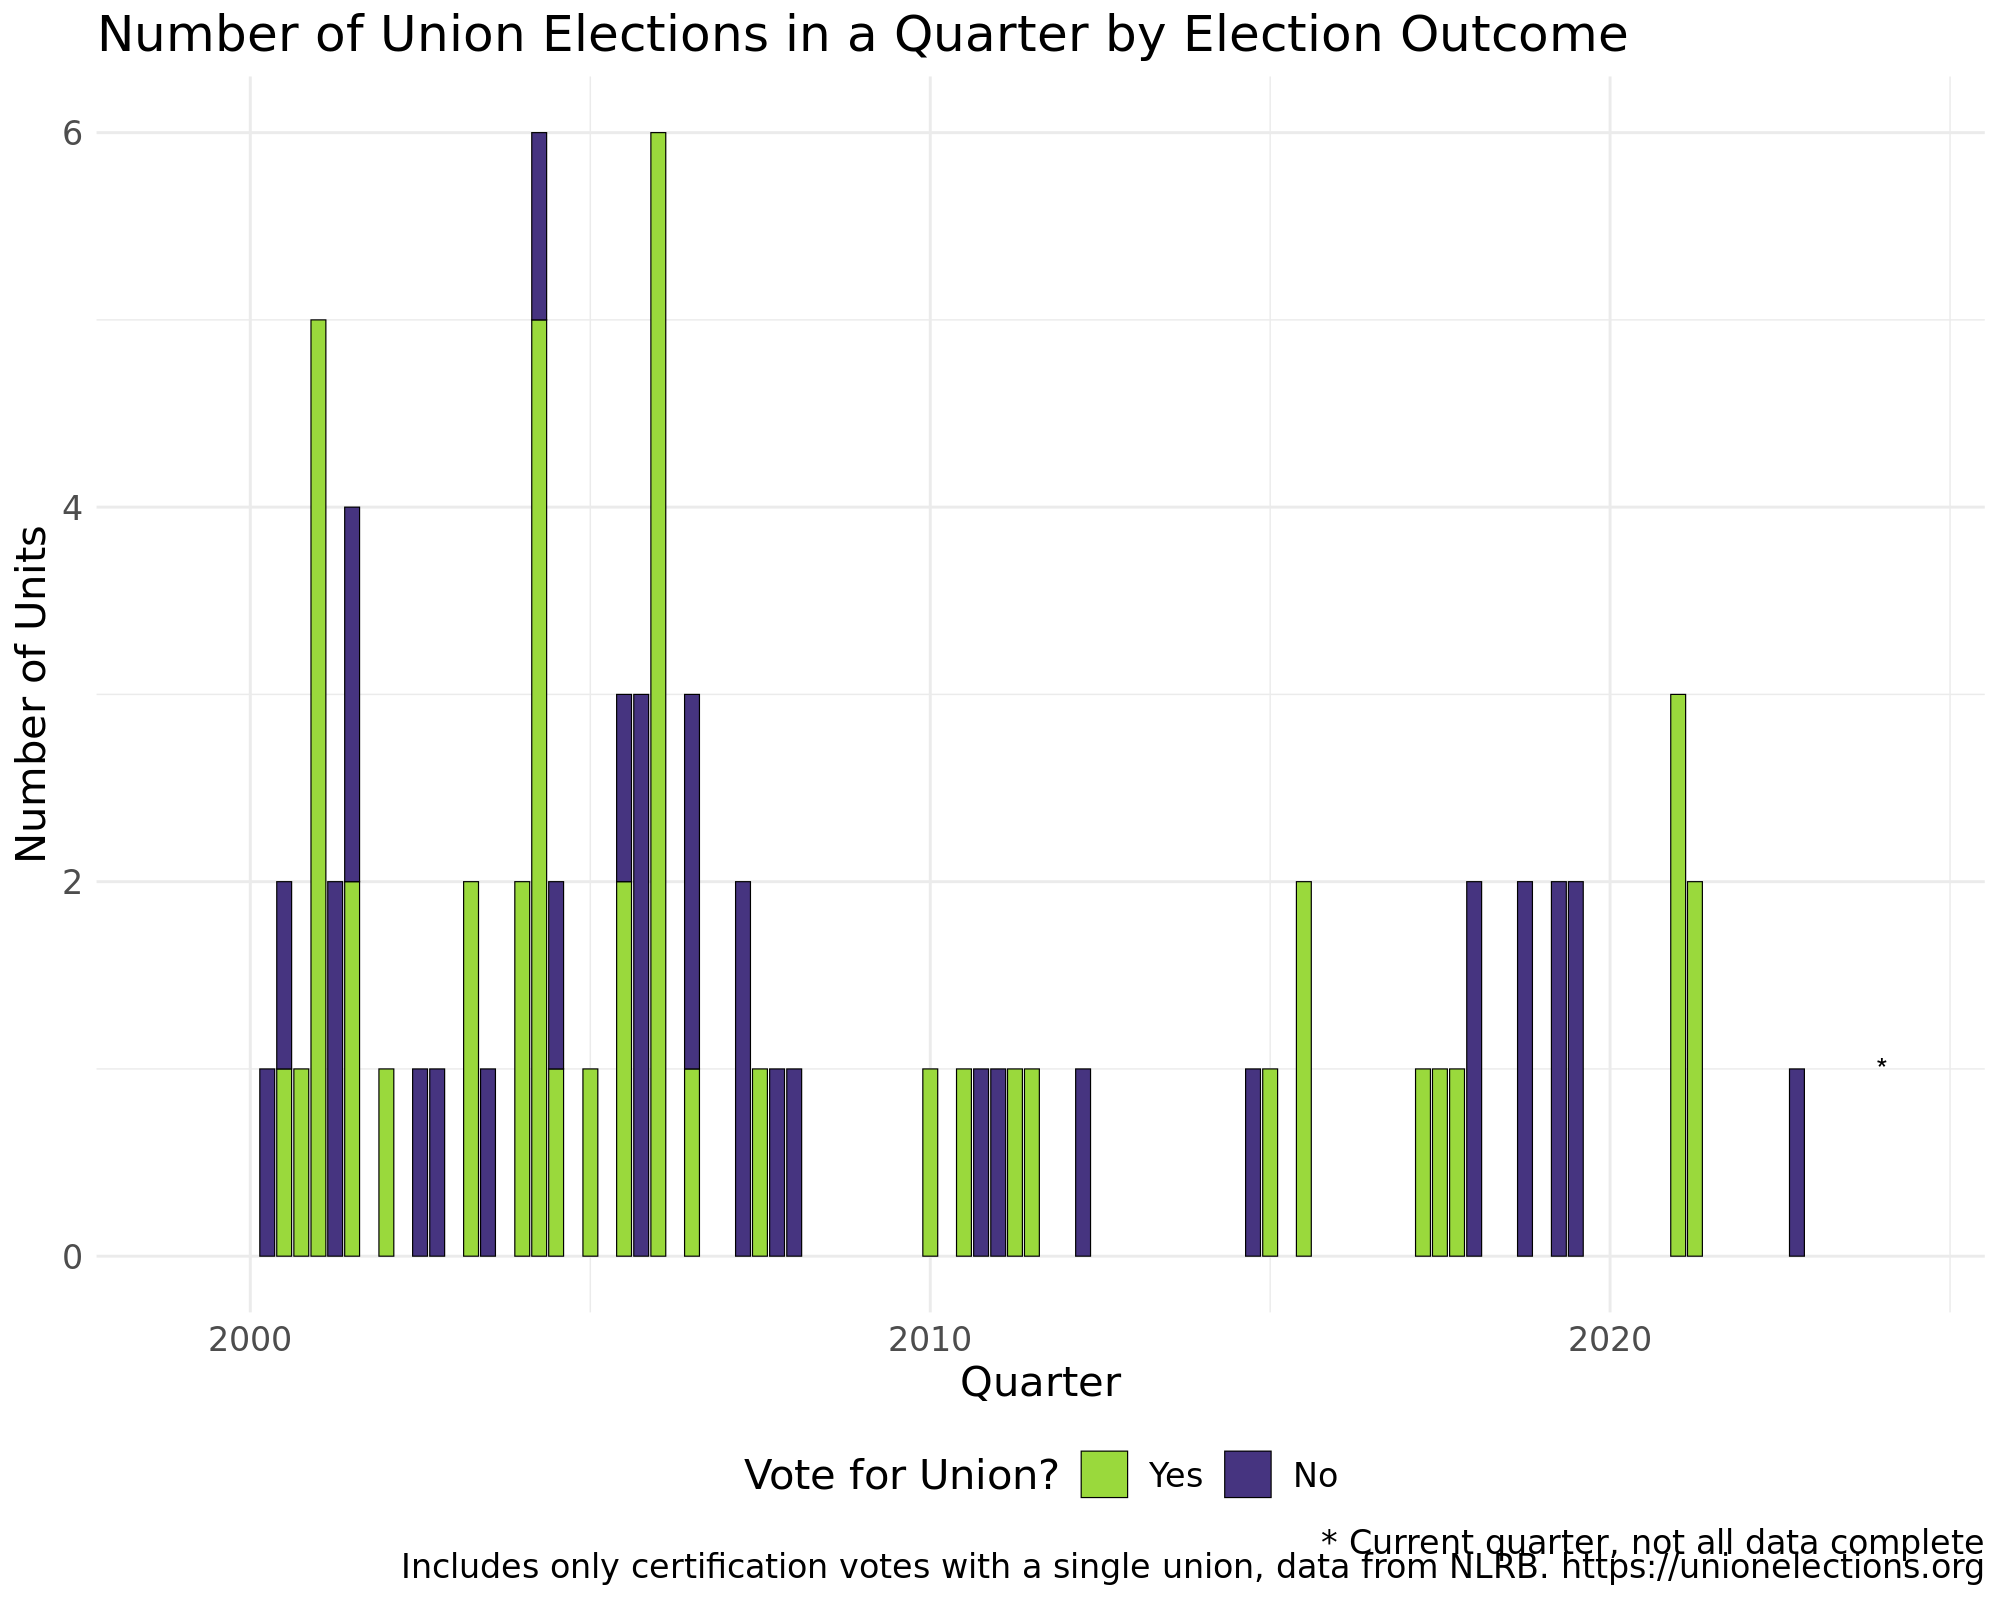 Number of Union Elections in a Quarter by Election Outcome
Number of Units
6
4
2
0
*
2000
2010
2020
Quarter
Vote for Union?
Yes
No
* Current quarter, not all data complete
Includes only certification votes with a single union, data from NLRB. https://unionelections.org